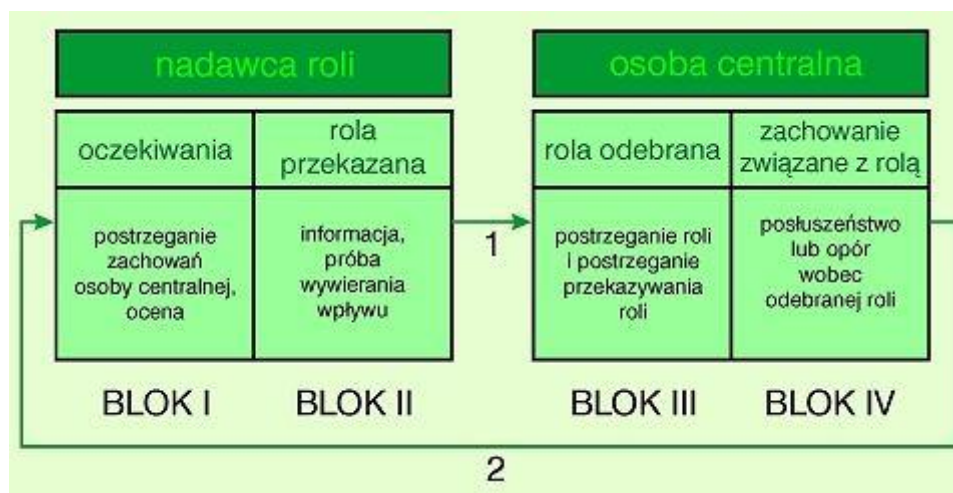 nadawca roli
osoba centralna
oczekiwania
rola
przekazana
rola odebrana
zachowanie
związane z rolą
postrzeganie
zachowań
osoby centralnej,
ocena
informacja,
próba
wywierania
wpływu
1
postrzeganie roli
i postrzeganie
przekazywania
roli
posłuszeństwo
lub opór
wobec
odebranej roli
BLOK I
BLOK II
BLOK III
BLOK IV
2